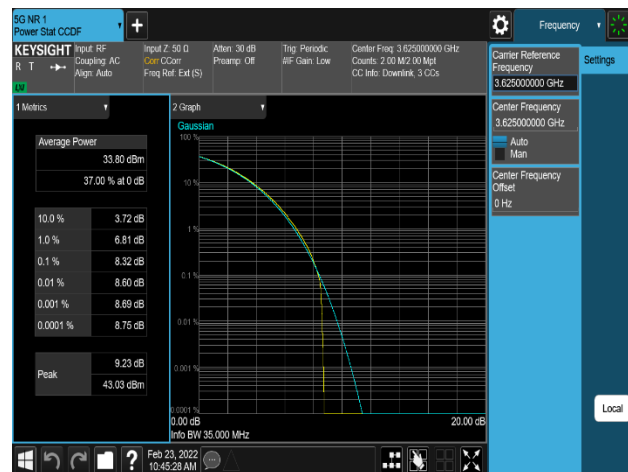 5G NR 1
Power Stat CCDF
Frequency
KEYSIGHT
R T
LV
Input: RF
Coupling: AC
Align: Auto
Input Z: 50 Ω
Corr CCorr
Freq Ref: Ext (S)
Atten: 30 dB
Preamp: Off
Trig: Periodic
#IF Gain: Low
Center Freq: 3.625000000 GHz
Counts: 2.00 M/2.00 Mpt
CC Info: Downlink, 3 CCs
Carrier Reference
Frequency
3.625000000 GHz
Settings
Center Frequency
3.625000000 GHz
Auto
Man
Center Frequency
Offset
0 Hz
1 Metrics
Average Power
33.80 dBm
37.00 % at 0 dB
10.0 % 3.72 dB
1.0 % 6.81 dB
0.1 % 8.32 dB
0.01 % 8.60 dB
0.001 % 8.69 dB
0.0001 % 8.75 dB
Peak
9.23 dB
43.03 dBm
2 Graph
Gaussian
100 %
10 %
1 %
0.1 %
0.01 %
0.001 %
0.0001 %
0.00 dB
20.00 dB
Info BW 35.000 MHz
Local
?
Feb 23, 2022
10:45:28 AM